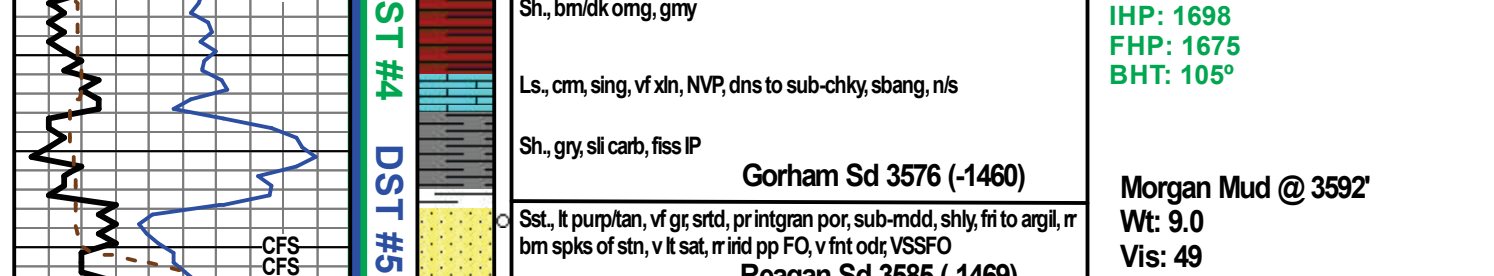 Sh., brn/dk orng, gmy
IHP: 1698
FHP: 1675
BHT: 105º
ST #4
Ls., crm, sing, vf xln, NVP, dns to sub-chky, sbang, n/s
Sh., gry, sli carb, fiss IP
Gorham Sd 3576 (-1460)
DST #5
Morgan Mud @ 3592'
Wt: 9.0
Vis: 49
Sst., lt purp/tan, vf gr, srtd, pr intgran por, sub-rndd, shly, fri to argil, rr
brn spks of stn, v lt sat, rr irid pp FO, v fnt odr, VSSFO
CFS
CFS
Reagan Sd 3585 (-1469)